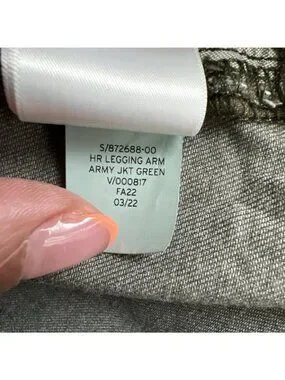 S/872688-00
HR LEGGING ARM
ARMY JKT GREEN
V/000817
FA22
03/22